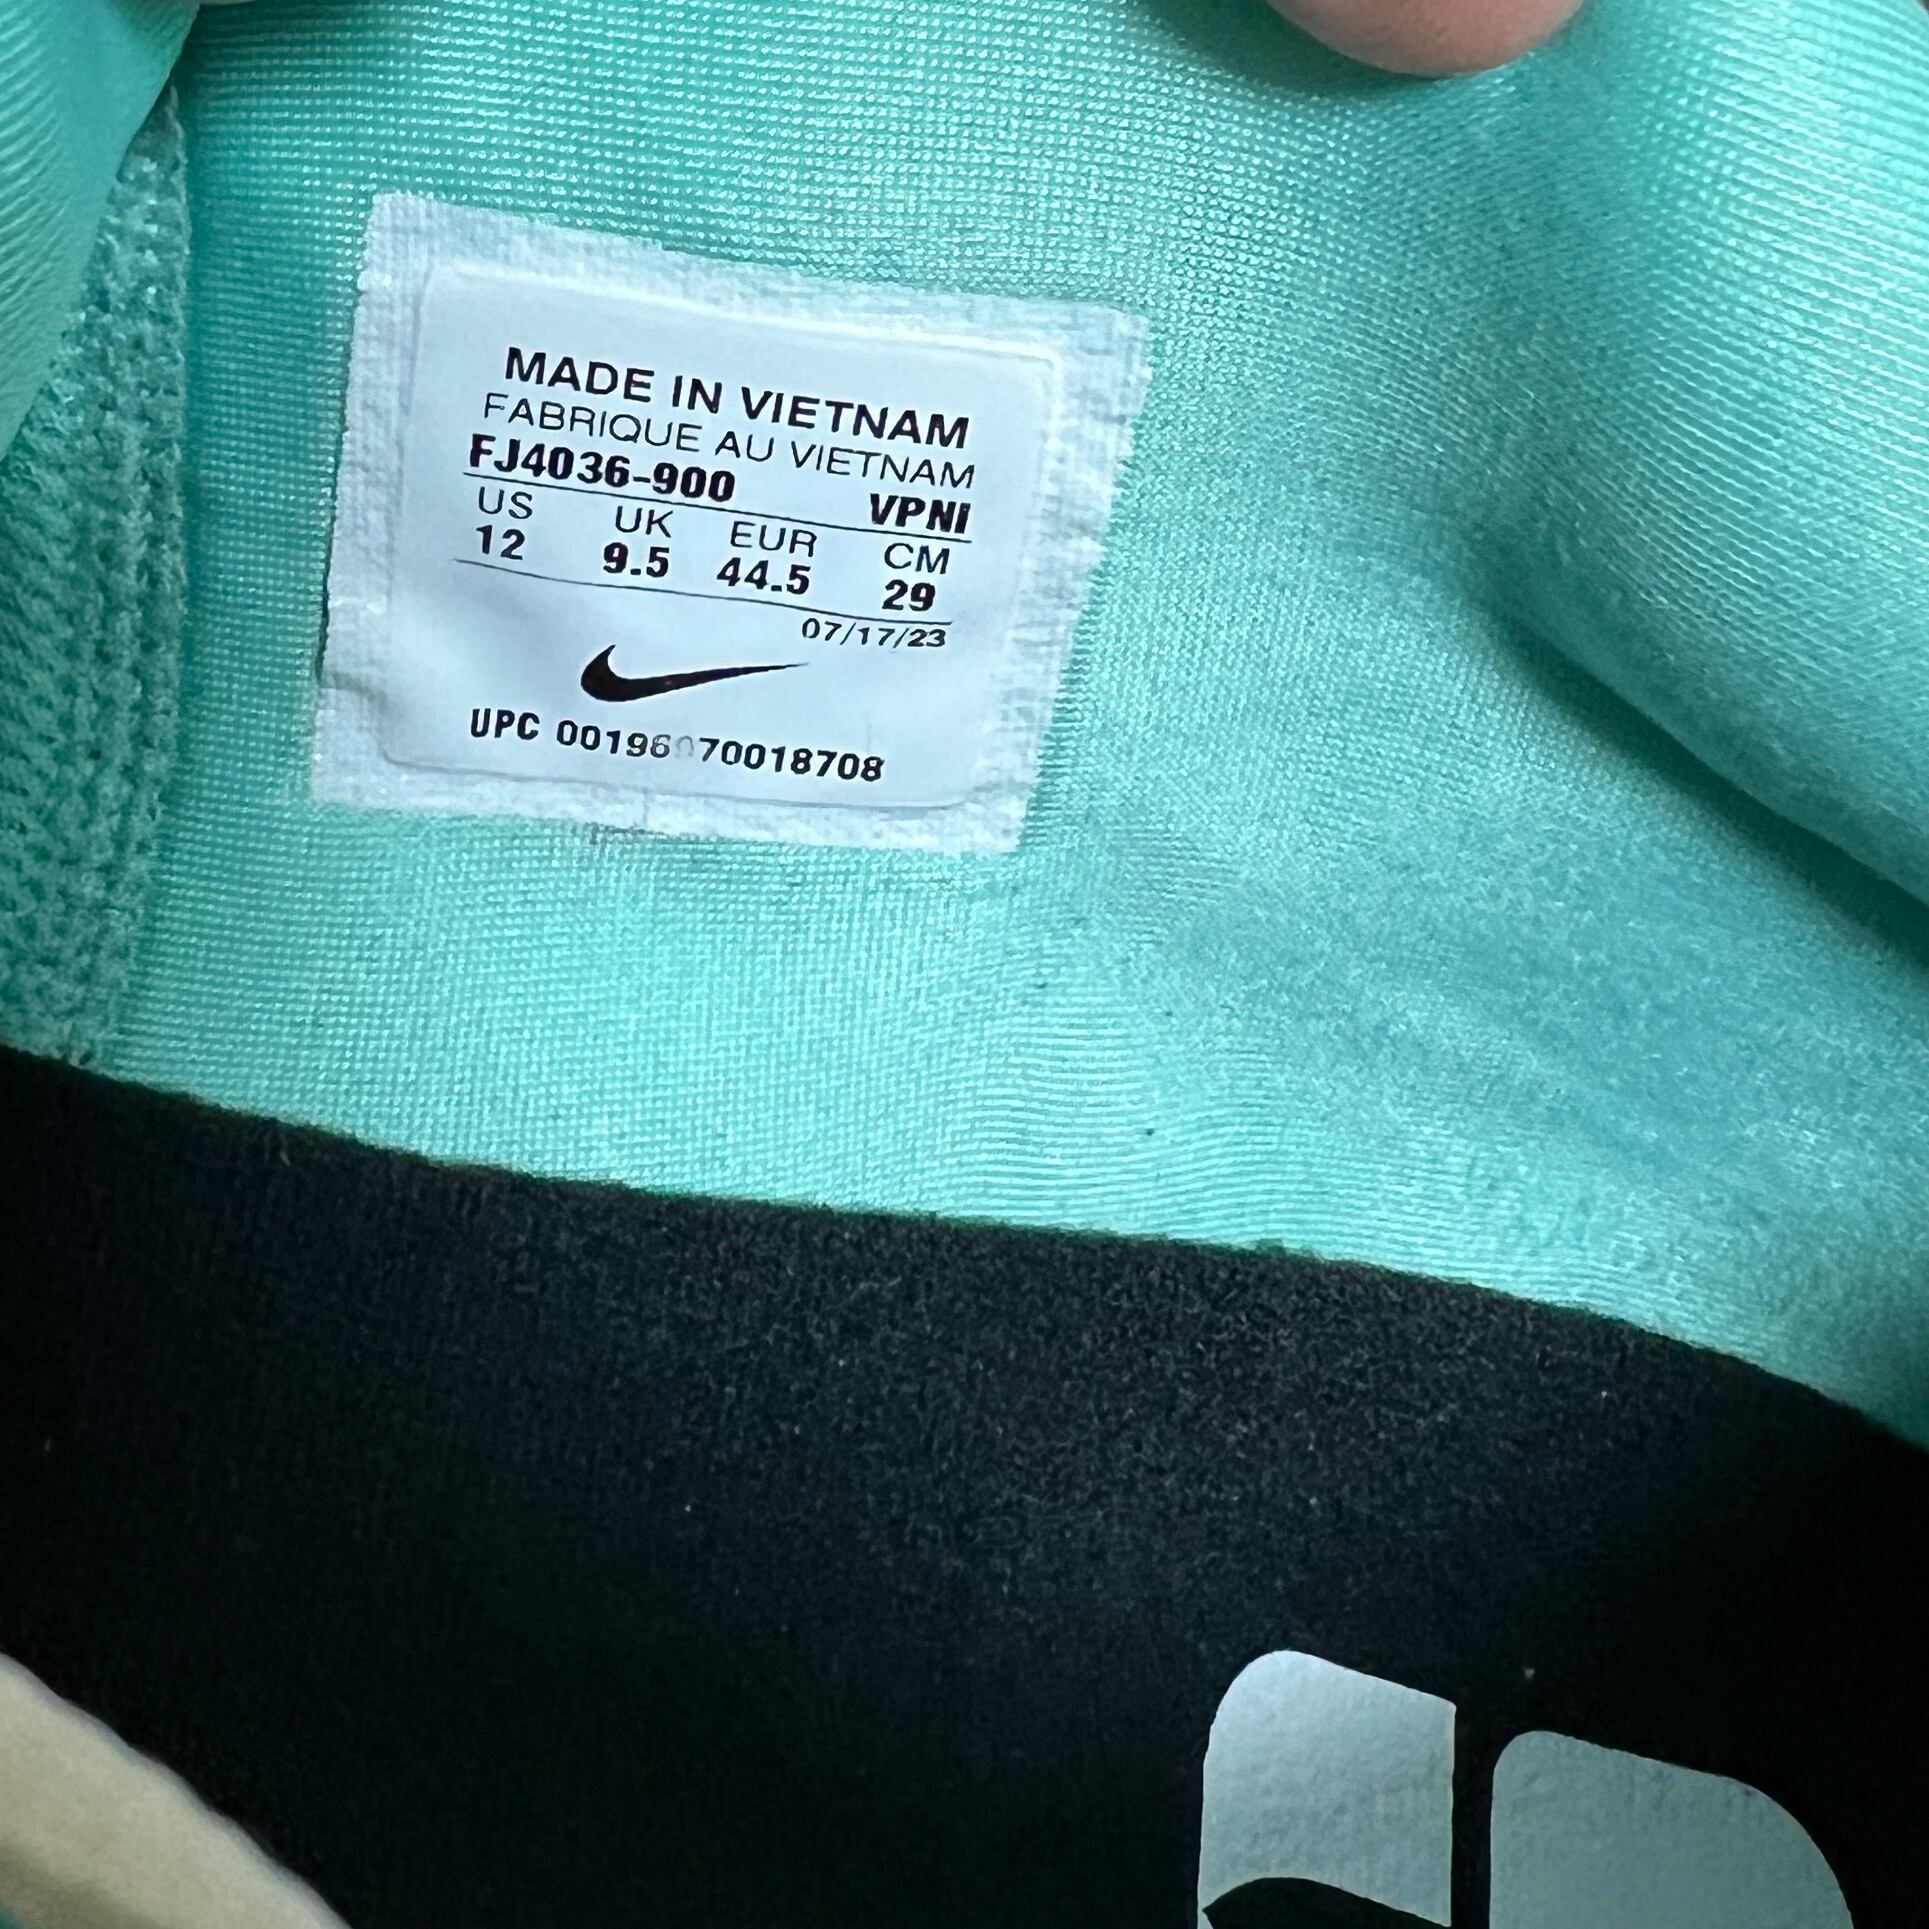 MADE IN VIETNAM
FABRIQUE AU VIETNAM
FJ4036-900 VPNI
US UK EUR CM
12 9.5 44.5 29
07/17/23
UPC